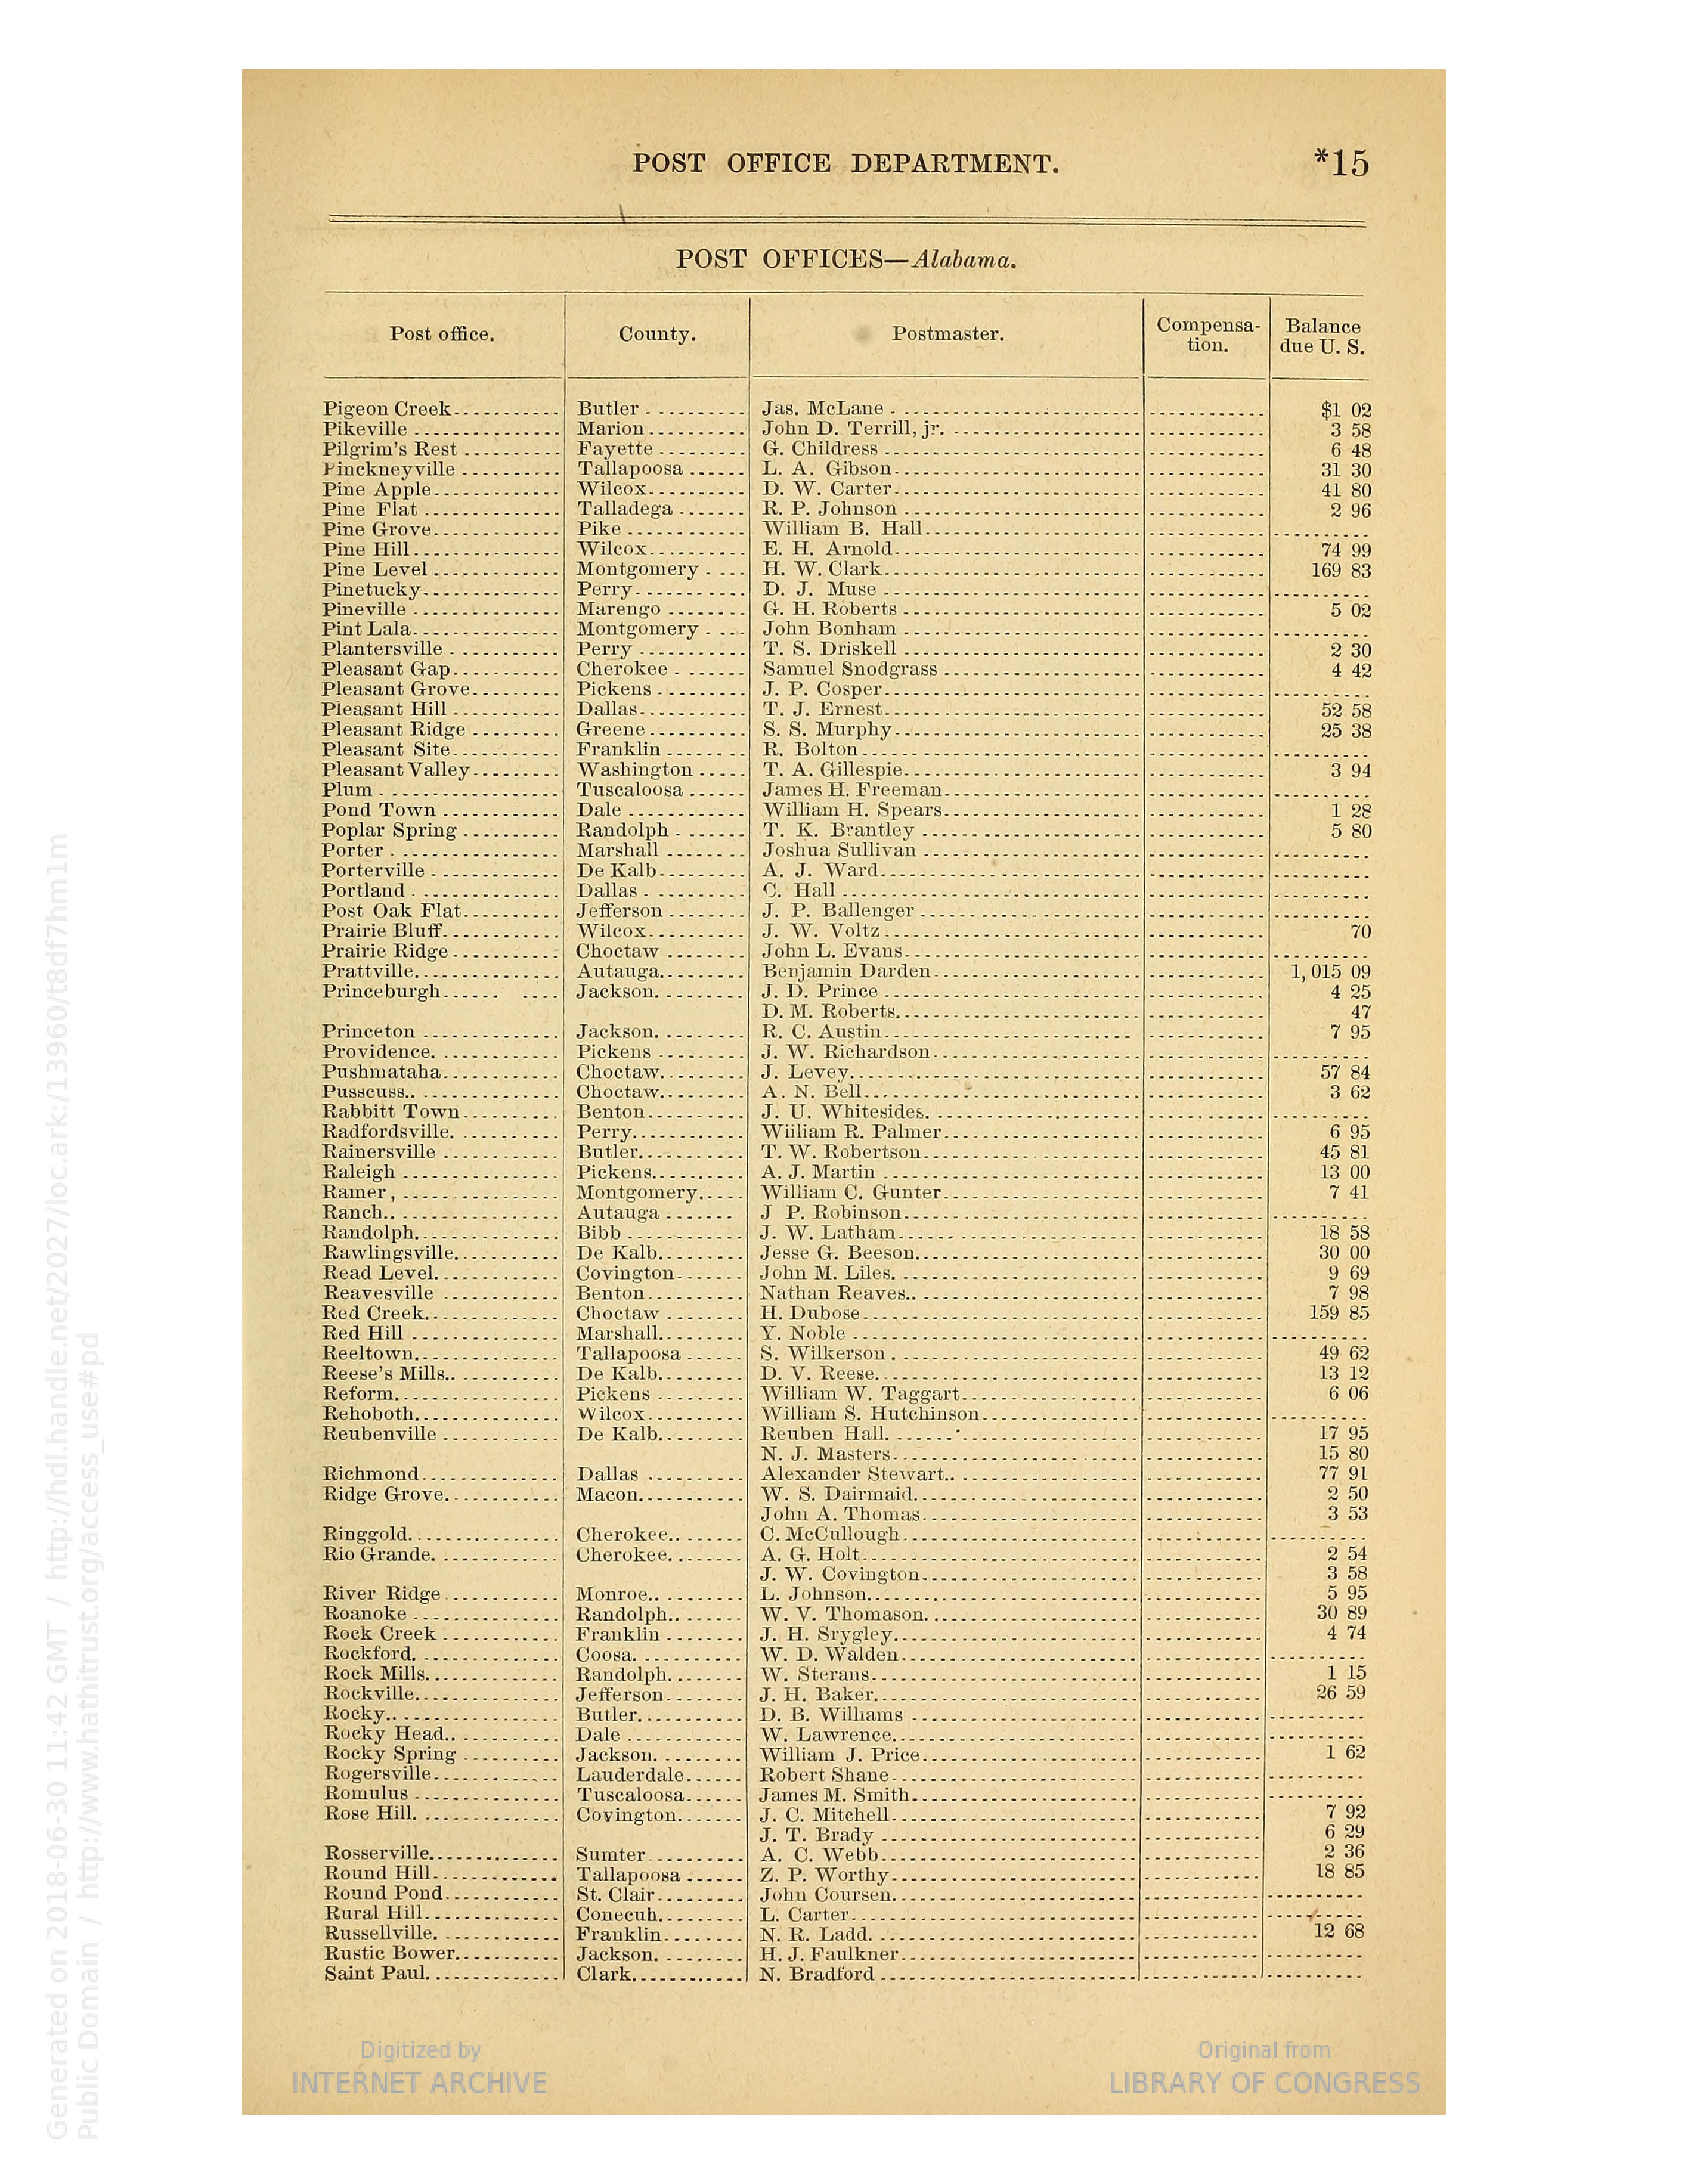 POST OFFICE DEPARTMENT. *15
POST OFFICES—Alabama.
Post office. County. Postmaster. Compensation. Balance due U. S.
Pigeon Creek Butler Jas. McLane $1 02
Pikeville Marion John D. Terrill, jr. 3 58
Pilgrim's Rest Fayette G. Childress 6 48
Pinckneyville Tallapoosa L. A. Gibson 31 30
Pine Apple Wilcox D. W. Carter 41 80
Pine Flat Talladega R. P. Johnson 2 96
Pine Grove Pike William B. Hall
Pine Hill Wilcox E. H. Arnold 74 99
Pine Level Montgomery H. W. Clark 169 83
Pinetucky Perry D. J. Muse
Pineville Marengo G. H. Roberts 5 02
Pint Lala Montgomery John Bonham
Plantersville Perry T. S. Driskell 2 30
Pleasant Gap Cherokee Samuel Snodgrass 4 42
Pleasant Grove Pickens J. P. Cosper
Pleasant Hill Dallas T. J. Ernest 52 58
Pleasant Ridge Greene S. S. Murphy 25 38
Pleasant Site Franklin R. Bolton
Pleasant Valley Washington T. A. Gillespie 3 94
Plum Tuscaloosa James H. Freeman
Pond Town Dale William H. Spears 1 28
Poplar Spring Randolph T. K. Brantley 5 80
Porter Marshall Joshua Sullivan
Porterville De Kalb A. J. Ward
Portland Dallas C. Hall
Post Oak Flat Jefferson J. P. Ballenger
Prairie Bluff Wilcox J. W. Voltz 70
Prairie Ridge Choctaw John L. Evans
Prattville Autauga Benjamin Darden 1,015 09
Princeburgh Jackson J. D. Prince 4 25
D. M. Roberts 47
Princeton Jackson R. C. Austin 7 95
Providence Pickens J. W. Richardson
Pushmataha Choctaw J. Levey 57 84
Pusscuss Choctaw A. N. Bell 3 62
Rabbitt Town Benton J. U. Whitesides
Radfordsville Perry Wiiliam R. Palmer 6 95
Rainersville Butler T. W. Robertson 45 81
Raleigh Pickens A. J. Martin 13 00
Ramer, Montgomery William C. Gunter 7 41
Ranch Autauga J P. Robinson
Randolph Bibb J. W. Latham 18 58
Rawlingsville De Kalb Jesse G. Beeson 30 00
Read Level Covington John M. Liles 9 69
Reavesville Benton Nathan Reaves 7 98
Red Creek Choctaw H. Dubose 159 85
Red Hill Marshall Y. Noble
Reeltown Tallapoosa S. Wilkerson 49 62
Reese's Mills De Kalb D. V. Reese 13 12
Reform Pickens William W. Taggart 6 06
Rehoboth Wilcox William S. Hutchinson
Reubenville De Kalb Reuben Hall 17 95
N. J. Masters 15 80
Richmond Dallas Alexander Stewart 77 91
Ridge Grove Macon W. S. Dairmaid 2 50
John A. Thomas 3 53
Ringgold Cherokee C. McCullough
Rio Grande Cherokee A. G. Holt 2 54
J. W. Covington 3 58
River Ridge Monroe L. Johnson 5 95
Roanoke Randolph W. V. Thomason 30 89
Rock Creek Franklin J. H. Srygley 4 74
Rockford Coosa W. D. Walden
Rock Mills Randolph W. Sterans 1 15
Rockville Jefferson J. H. Baker 26 59
Rocky Butler D. B. Williams
Rocky Head Dale W. Lawrence
Rocky Spring Jackson William J. Price 1 62
Rogersville Lauderdale Robert Shane
Romulus Tuscaloosa James M. Smith
Rose Hill Covington J. C. Mitchell 7 92
J. T. Brady 6 29
Rosserville Sumter A. C. Webb 2 36
Round Hill Tallapoosa Z. P. Worthy 18 85
Round Pond St. Clair John Coursen
Rural Hill Conecuh L. Carter
Russellville Franklin N. R. Ladd 12 68
Rustic Bower Jackson H. J. Faulkner
Saint Paul Clark N. Bradford
Digitized by
INTERNET ARCHIVE
Original from
LIBRARY OF CONGRESS
Generated on 2018-06-30 11:42 GMT / http://hdl.handle.net/2027/loc.ark:/13960/t8df7hm1m
Public Domain / http://www.hathitrust.org/access_use#pd